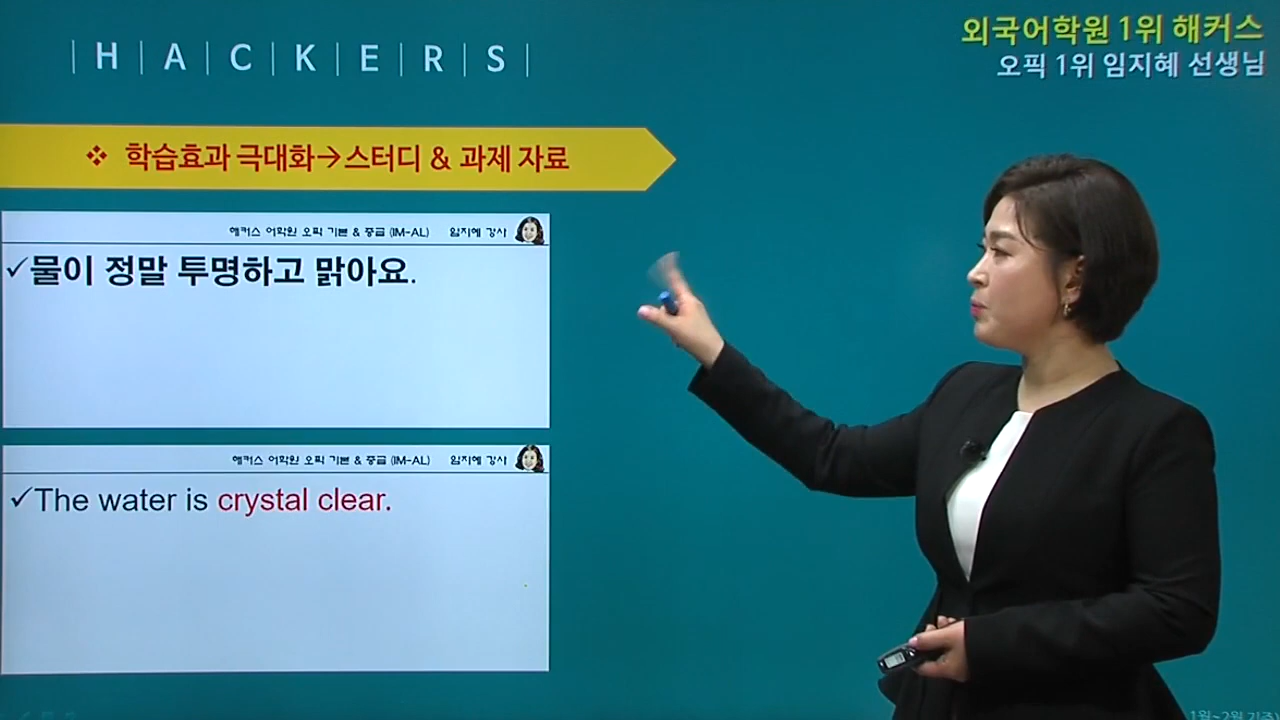 | H | A | C | K | E | R | S |
외국어학원 1위 해커스
오픽 1위 임지혜 선생님
❖ 학습효과 극대화→스터디 & 과제 자료
해커스 어학원 오픽 기본 & 중급 (IM-AL) 임지혜 강사
✓물이 정말 투명하고 맑아요.
해커스 어학원 오픽 기본 & 중급 (IM-AL) 임지혜 강사
✓The water is crystal clear.